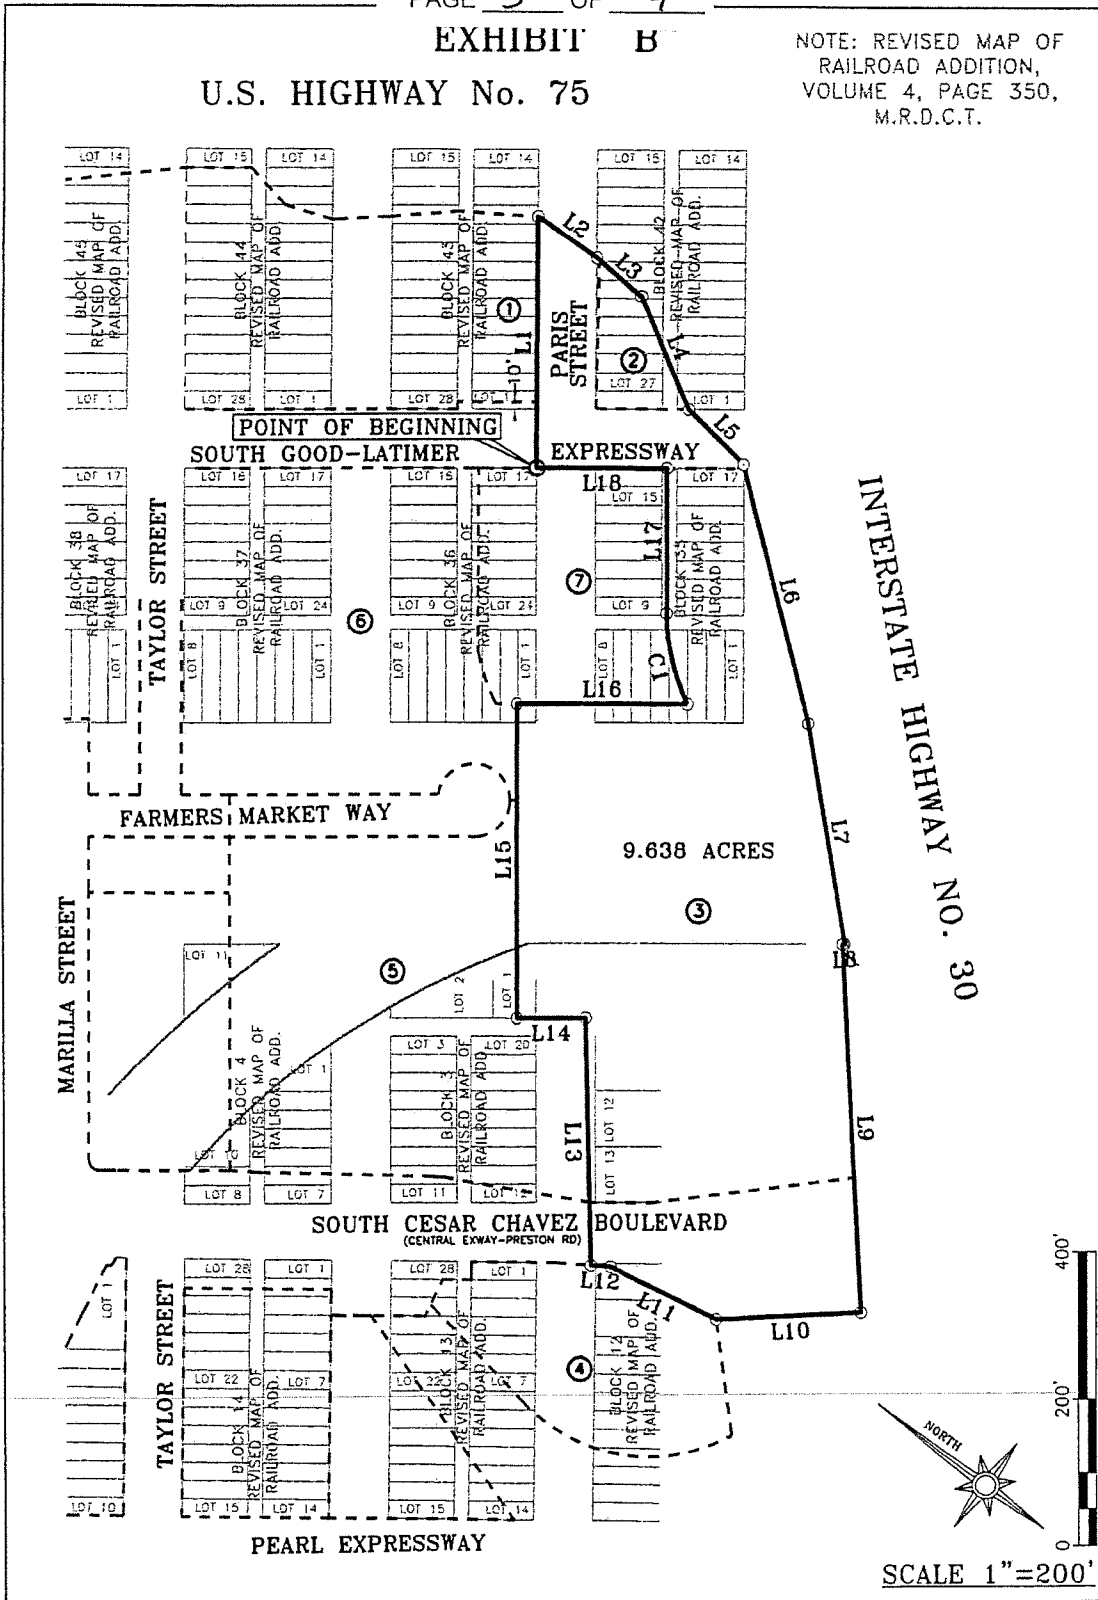 PAGE 3 OF 4
EXHIBIT B
U.S. HIGHWAY No. 75
NOTE: REVISED MAP OF
RAILROAD ADDITION,
VOLUME 4, PAGE 350,
M.R.D.C.T.
LOT 14
LOT 15
LOT 14
LOT 15
LOT 14
LOT 15
LOT 14
BLOCK 45
REVISED MAP OF
RAILROAD ADD.
BLOCK 44
REVISED MAP OF
RAILROAD ADD.
BLOCK 43
REVISED MAP OF
RAILROAD ADD.
BLOCK 42
REVISED MAP OF
RAILROAD ADD.
L2
L3
1
L1
PARIS
STREET
2
L4
10'
LOT 27
LOT 1
LOT 28
LOT 1
LOT 28
LOT 1
LOT 1
L5
POINT OF BEGINNING
SOUTH GOOD-LATIMER EXPRESSWAY
L18
LOT 17
LOT 16
LOT 17
LOT 16
LOT 17
LOT 15
LOT 17
BLOCK 38
REVISED MAP OF
RAILROAD ADD.
TAYLOR STREET
BLOCK 37
REVISED MAP OF
RAILROAD ADD.
BLOCK 36
REVISED MAP OF
RAILROAD ADD.
L17
BLOCK 35
REVISED MAP OF
RAILROAD ADD.
7
L6
INTERSTATE HIGHWAY NO. 30
LOT 9
LOT 24
LOT 9
LOT 24
LOT 9
6
LOT 1
LOT 8
LOT 1
LOT 8
LOT 1
LOT 8
C1
LOT 1
L16
FARMERS MARKET WAY
L15
9.638 ACRES
L7
3
MARILLA STREET
LOT 11
5
LOT 2
LOT 1
L8
L14
BLOCK 4
REVISED MAP OF
RAILROAD ADD.
LOT 1
LOT 3
LOT 20
BLOCK 3
REVISED MAP OF
RAILROAD ADD.
L13
LOT 12
LOT 13
L9
LOT 10
LOT 8
LOT 7
LOT 11
LOT 12
SOUTH CESAR CHAVEZ BOULEVARD
(CENTRAL EXWAY-PRESTON RD)
LOT 1
LOT 28
LOT 1
LOT 28
LOT 1
L12
L11
L10
TAYLOR STREET
LOT 22
LOT 7
LOT 22
LOT 7
BLOCK 14
REVISED MAP OF
RAILROAD ADD.
BLOCK 13
REVISED MAP OF
RAILROAD ADD.
4
BLOCK 12
REVISED MAP OF
RAILROAD ADD.
LOT 10
LOT 15
LOT 14
LOT 15
LOT 14
PEARL EXPRESSWAY
NORTH
400'
200'
0
SCALE 1"=200'